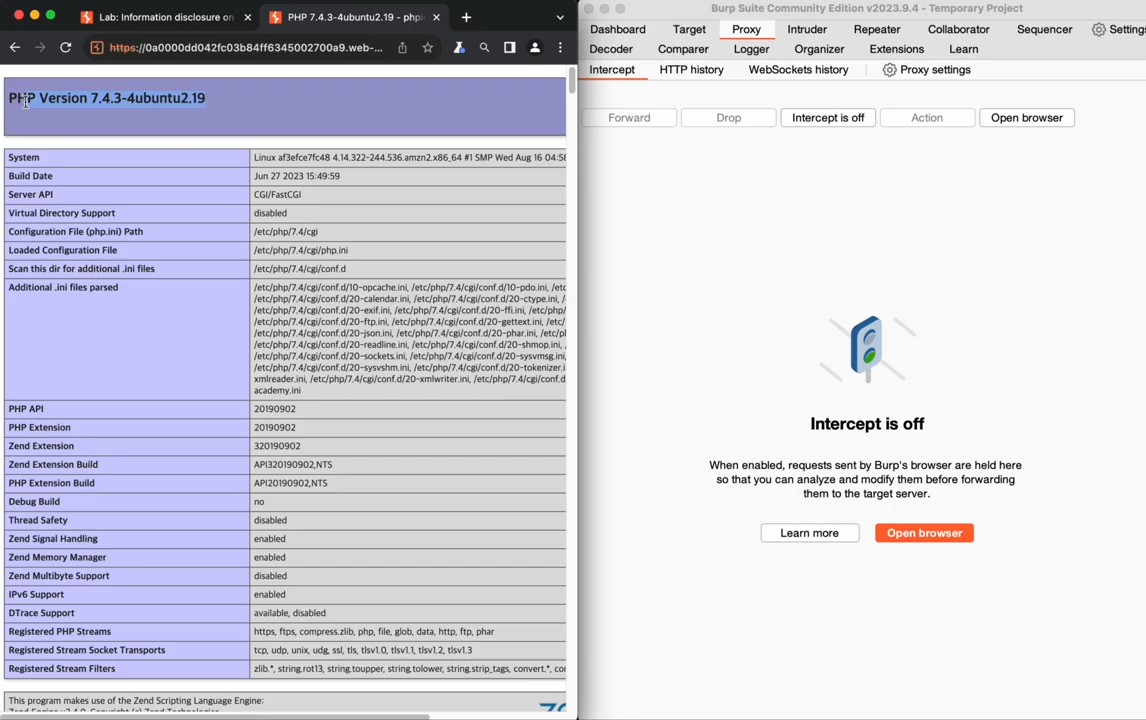 Lab: Information disclosure on
PHP 7.4.3-4ubuntu2.19 - phpi
https://0a0000dd042fc03b84ff6345002700a9.web-...
PHP Version 7.4.3-4ubuntu2.19
System Linux af3efce7fc48 4.14.322-244.536.amzn2.x86_64 #1 SMP Wed Aug 16 04:58
Build Date Jun 27 2023 15:49:59
Server API CGI/FastCGI
Virtual Directory Support disabled
Configuration File (php.ini) Path /etc/php/7.4/cgi
Loaded Configuration File /etc/php/7.4/cgi/php.ini
Scan this dir for additional .ini files /etc/php/7.4/cgi/conf.d
Additional .ini files parsed /etc/php/7.4/cgi/conf.d/10-opcache.ini, /etc/php/7.4/cgi/conf.d/10-pdo.ini, /etc
/etc/php/7.4/cgi/conf.d/20-calendar.ini, /etc/php/7.4/cgi/conf.d/20-ctype.ini, /
/etc/php/7.4/cgi/conf.d/20-exif.ini, /etc/php/7.4/cgi/conf.d/20-ffi.ini, /etc/php/
/etc/php/7.4/cgi/conf.d/20-ftp.ini, /etc/php/7.4/cgi/conf.d/20-gettext.ini, /etc/
/etc/php/7.4/cgi/conf.d/20-json.ini, /etc/php/7.4/cgi/conf.d/20-phar.ini, /etc/pl
/etc/php/7.4/cgi/conf.d/20-readline.ini, /etc/php/7.4/cgi/conf.d/20-shmop.ini, /
/etc/php/7.4/cgi/conf.d/20-sockets.ini, /etc/php/7.4/cgi/conf.d/20-sysvmsg.ini,
/etc/php/7.4/cgi/conf.d/20-sysvshm.ini, /etc/php/7.4/cgi/conf.d/20-tokenizer.i
xmlreader.ini, /etc/php/7.4/cgi/conf.d/20-xmlwriter.ini, /etc/php/7.4/cgi/conf.d
academy.ini
PHP API 20190902
PHP Extension 20190902
Zend Extension 320190902
Zend Extension Build API320190902,NTS
PHP Extension Build API20190902,NTS
Debug Build no
Thread Safety disabled
Zend Signal Handling enabled
Zend Memory Manager enabled
Zend Multibyte Support disabled
IPv6 Support enabled
DTrace Support available, disabled
Registered PHP Streams https, ftps, compress.zlib, php, file, glob, data, http, ftp, phar
Registered Stream Socket Transports tcp, udp, unix, udg, ssl, tls, tlsv1.0, tlsv1.1, tlsv1.2, tlsv1.3
Registered Stream Filters zlib.*, string.rot13, string.toupper, string.tolower, string.strip_tags, convert.*, con
This program makes use of the Zend Scripting Language Engine:
Burp Suite Community Edition v2023.9.4 - Temporary Project
Dashboard Target Proxy Intruder Repeater Collaborator Sequencer Settings
Decoder Comparer Logger Organizer Extensions Learn
Intercept HTTP history WebSockets history Proxy settings
Forward Drop Intercept is off Action Open browser
Intercept is off
When enabled, requests sent by Burp's browser are held here
so that you can analyze and modify them before forwarding
them to the target server.
Learn more Open browser